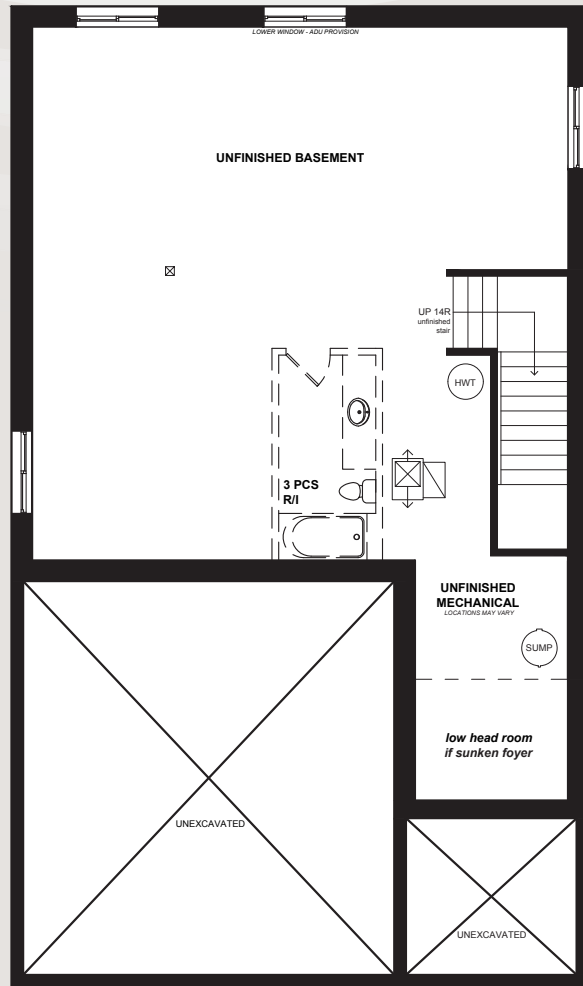 LOWER WINDOW - ADU PROVISION
UNFINISHED BASEMENT
UP 14R
unfinished
stair
HWT
3 PCS
R/I
UNFINISHED
MECHANICAL
LOCATIONS MAY VARY
SUMP
low head room
if sunken foyer
UNEXCAVATED
UNEXCAVATED